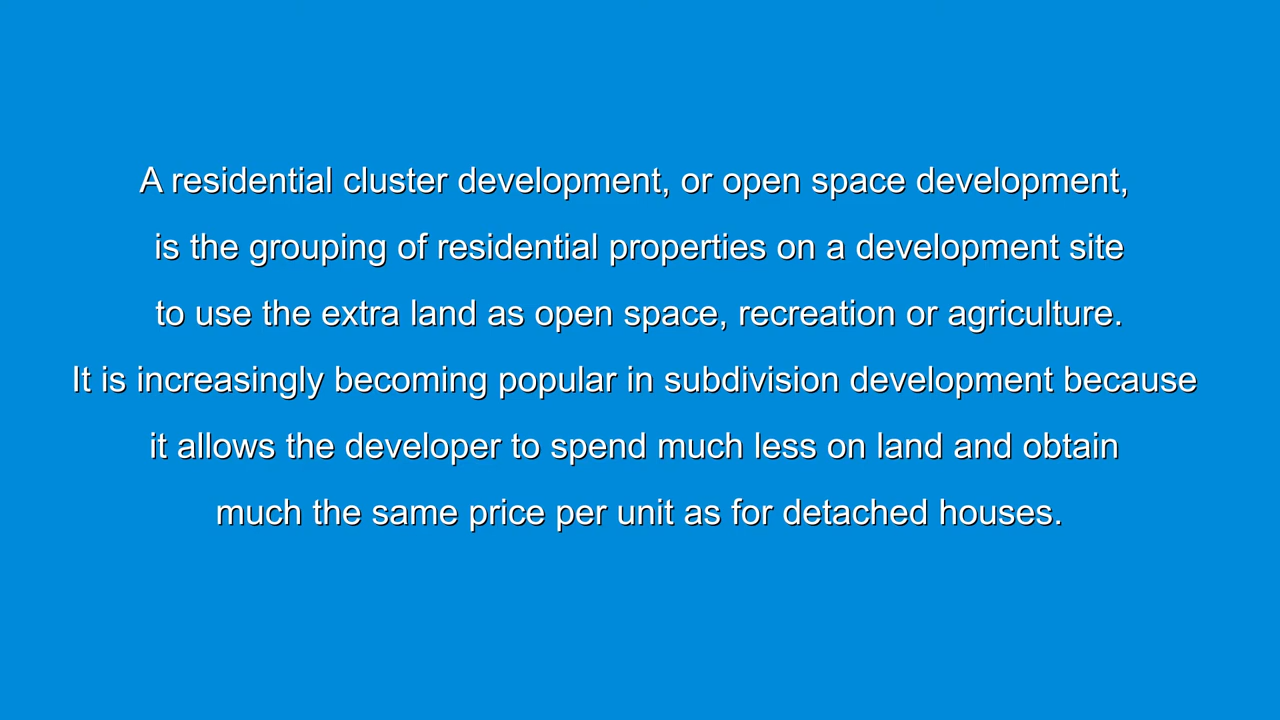 A residential cluster development, or open space development,
is the grouping of residential properties on a development site
to use the extra land as open space, recreation or agriculture.
It is increasingly becoming popular in subdivision development because
it allows the developer to spend much less on land and obtain
much the same price per unit as for detached houses.